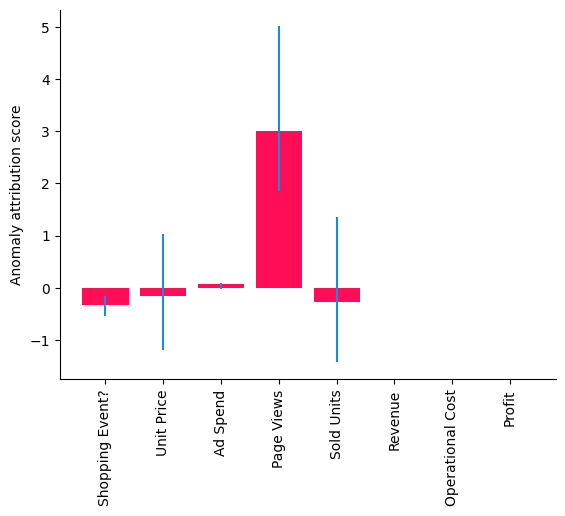 Anomaly attribution score
5
4
3
2
1
0
−1
Shopping Event?
Unit Price
Ad Spend
Page Views
Sold Units
Revenue
Operational Cost
Profit